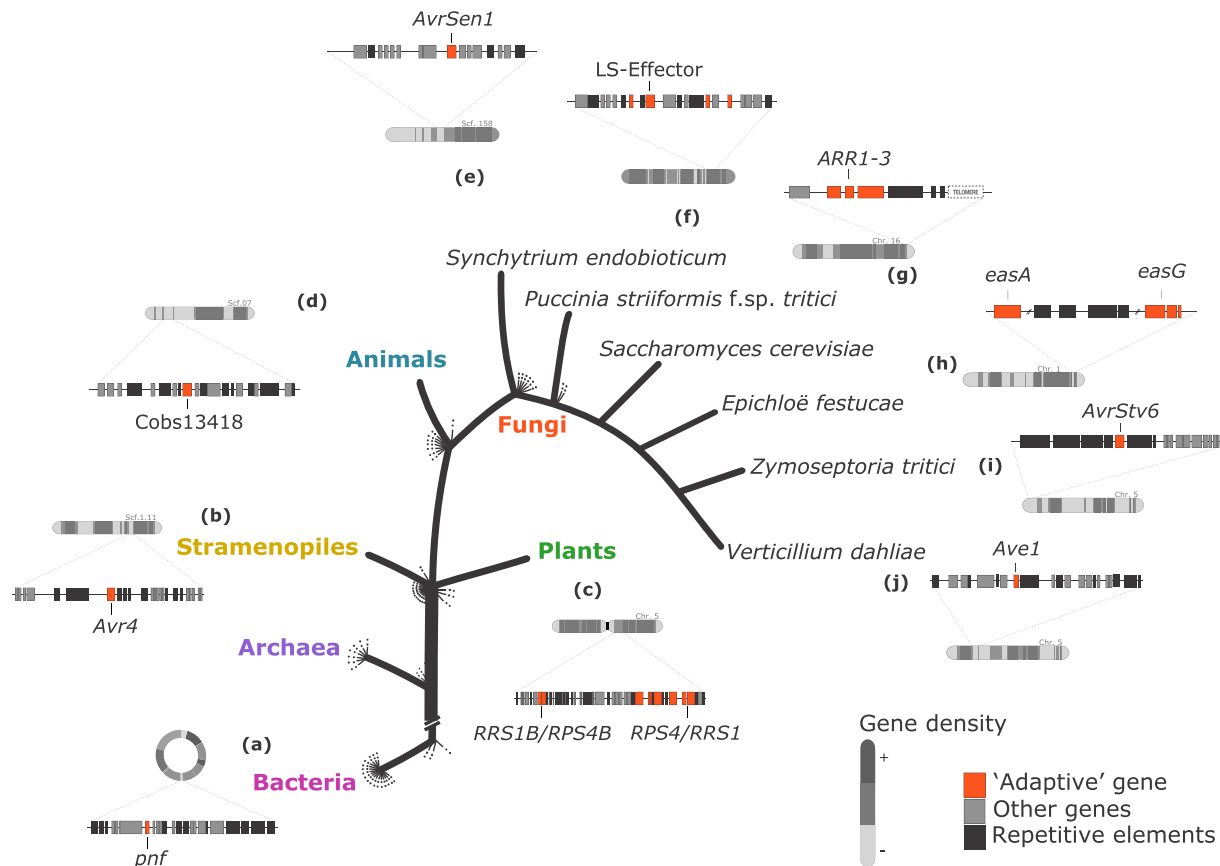 AvrSen1
Scf. 158
(e)
LS-Effector
(f)
ARR1-3
TELOMERE
Chr. 16
(g)
easA
easG
Chr. 1
(h)
Synchytrium endobioticum
Puccinia striiformis f.sp. tritici
Saccharomyces cerevisiae
Epichloë festucae
Zymoseptoria tritici
Verticillium dahliae
(d)
Scf.07
Cobs13418
Animals
Fungi
AvrStv6
(i)
Chr. 5
(b)
Scf.1.11
Avr4
Stramenopiles
Plants
(c)
Chr. 5
RRS1B/RPS4B
RPS4/RRS1
Ave1
(j)
Chr. 5
Archaea
(a)
Bacteria
pnf
Gene density
+
-
‘Adaptive’ gene
Other genes
Repetitive elements